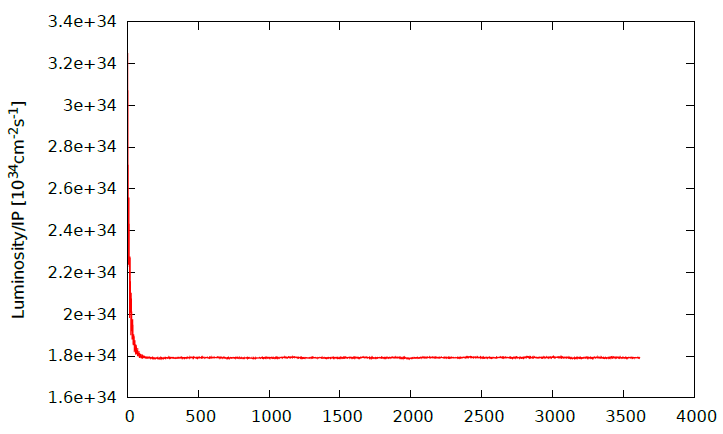 3.4e+34
3.2e+34
3e+34
2.8e+34
2.6e+34
2.4e+34
2.2e+34
2e+34
1.8e+34
1.6e+34
Luminosity/IP [10³⁴cm⁻²s⁻¹]
0 500 1000 1500 2000 2500 3000 3500 4000